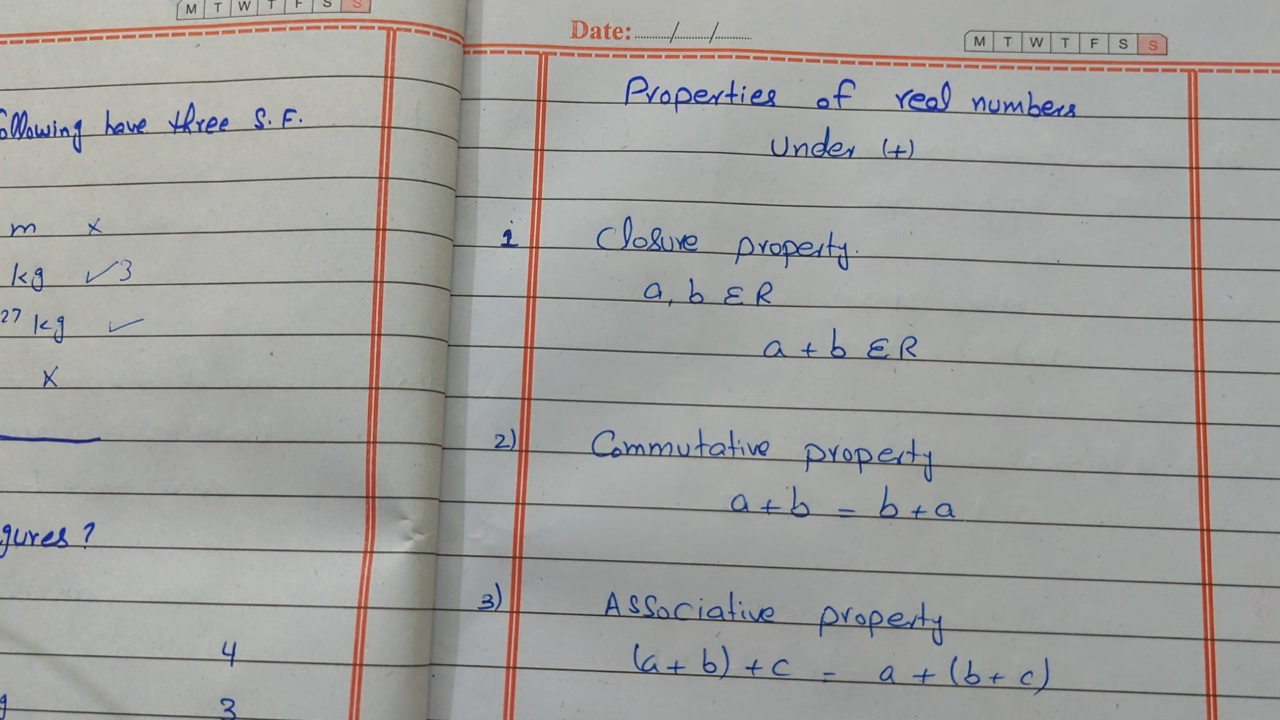 M T W T F S S
following have three S.F.
m ×
kg ✓3
27 kg ✓
×
gures?
4
g 3
Date: ......../......../........
M T W T F S S
Properties of real numbers
Under (+)
1 Closure property.
a, b ∈ R
a + b ∈ R
2) Commutative property
a + b = b + a
3) Associative property
(a + b) + c = a + (b + c)